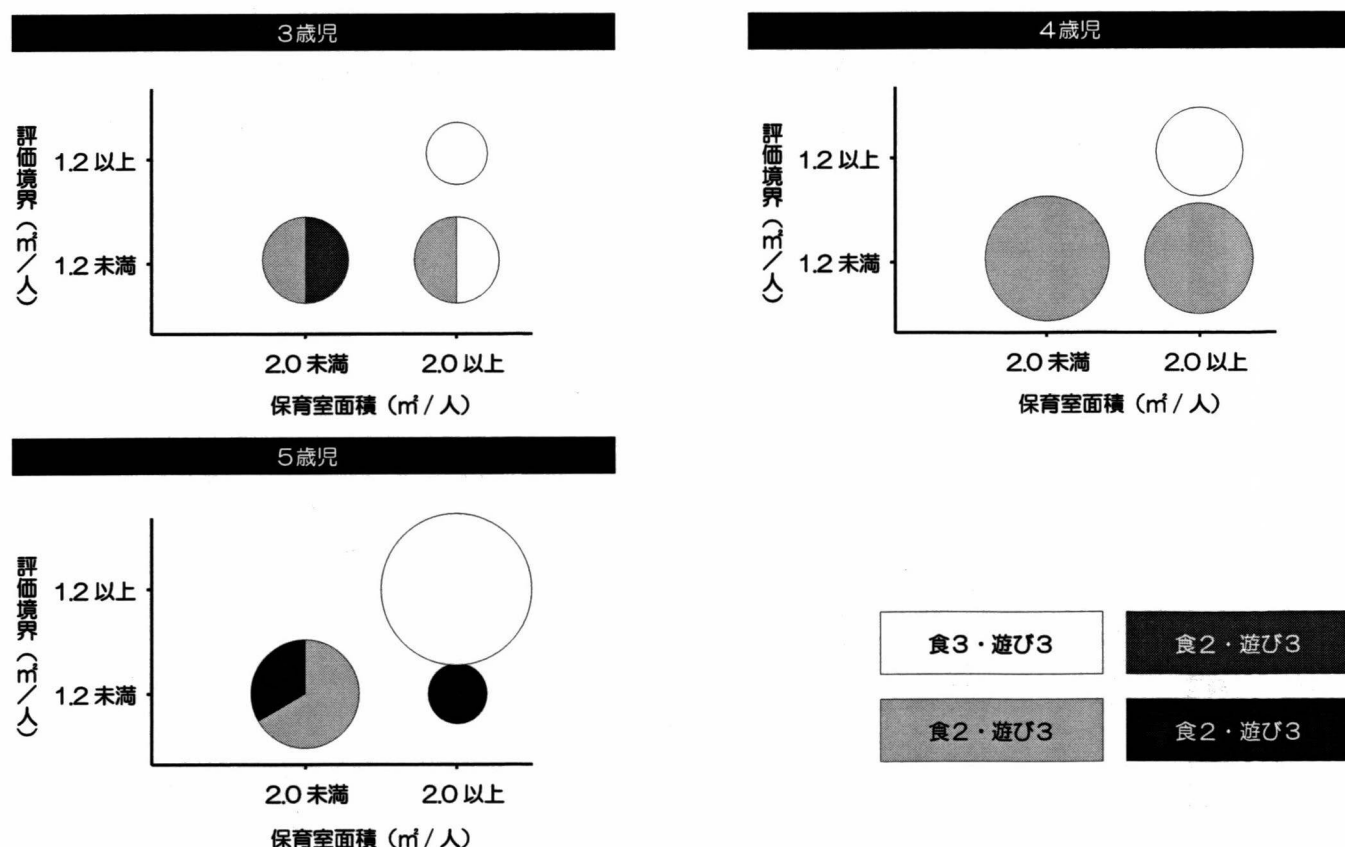 3歳児
評価境界(㎡/人)
1.2以上
1.2未満
2.0未満 2.0以上
保育室面積(㎡/人)
4歳児
評価境界(㎡/人)
1.2以上
1.2未満
2.0未満 2.0以上
保育室面積(㎡/人)
5歳児
評価境界(㎡/人)
1.2以上
1.2未満
2.0未満 2.0以上
保育室面積(㎡/人)
食3・遊び3 食2・遊び3
食2・遊び3 食2・遊び3